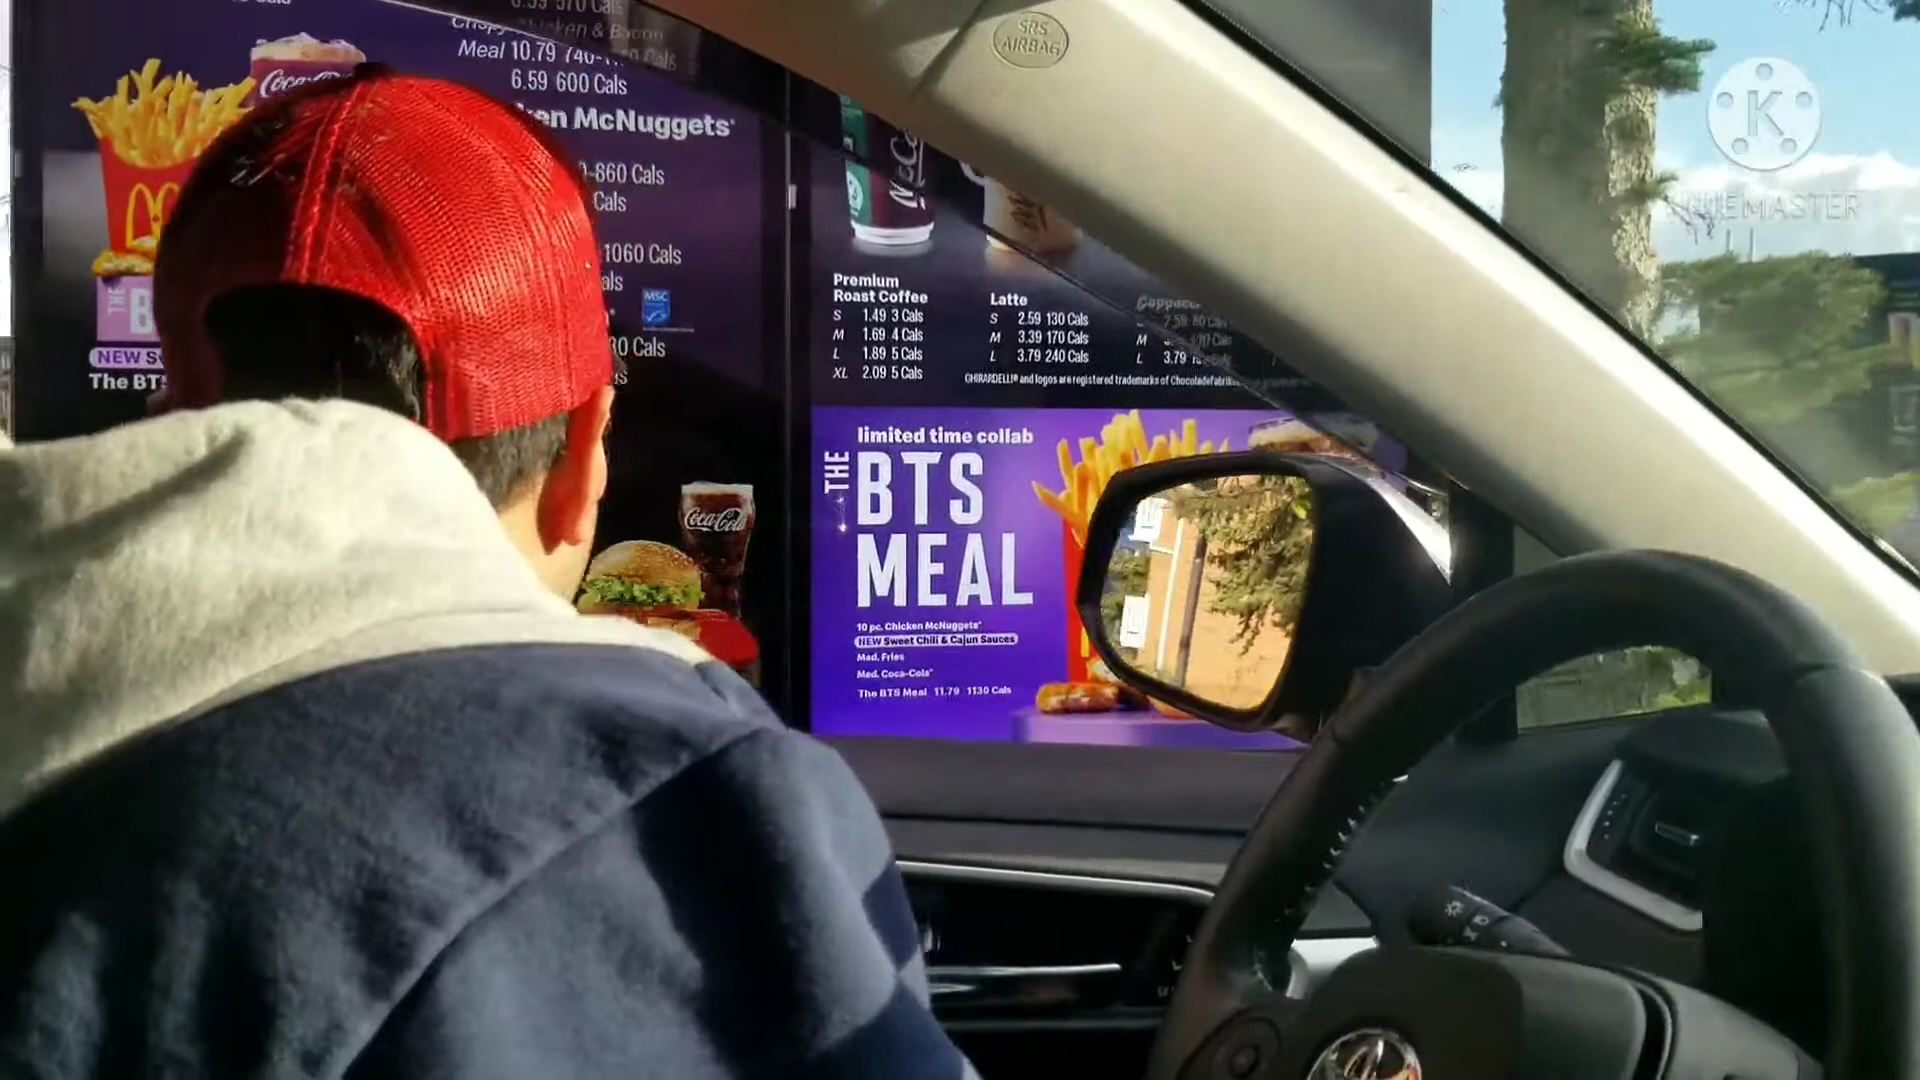 Meal 10.79
6.59 600 Cals
McNuggets®
-860 Cals
Cals
1060 Cals
MSC
Cals
Coca-Cola
NEW
The BTS
SRS
AIRBAG
K
MASTER
Premium
Roast Coffee
S 1.49 3 Cals
M 1.69 4 Cals
L 1.89 5 Cals
XL 2.09 5 Cals
Latte
S 2.59 130 Cals
M 3.39 170 Cals
L 3.79 240 Cals
M
L 3.79
GHIRARDELLI® and logos are registered trademarks of
limited time collab
THE
BTS
MEAL
10 pc. Chicken McNuggets®
NEW Sweet Chili & Cajun Sauces
Med. Fries
Med. Coca-Cola®
The BTS Meal 11.79 1130 Cals
Coca-Cola